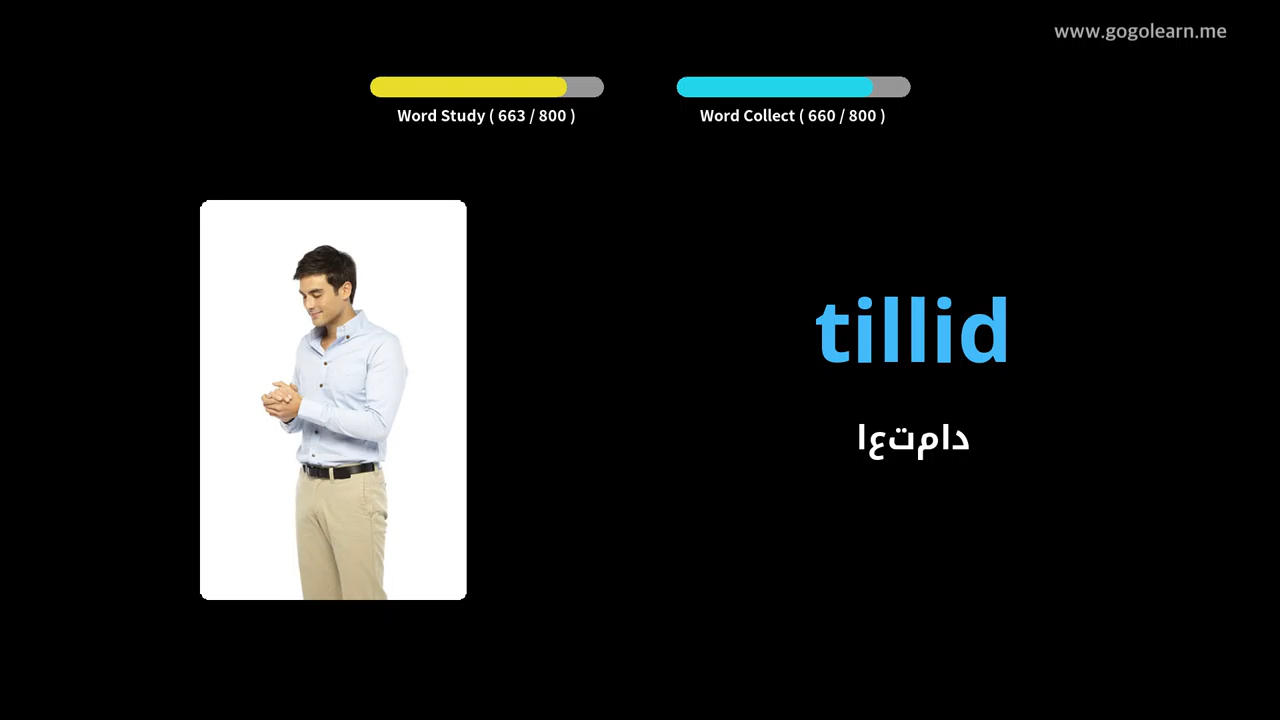 www.gogolearn.me
Word Study ( 663 / 800 )
Word Collect ( 660 / 800 )
tillid
اعتماد